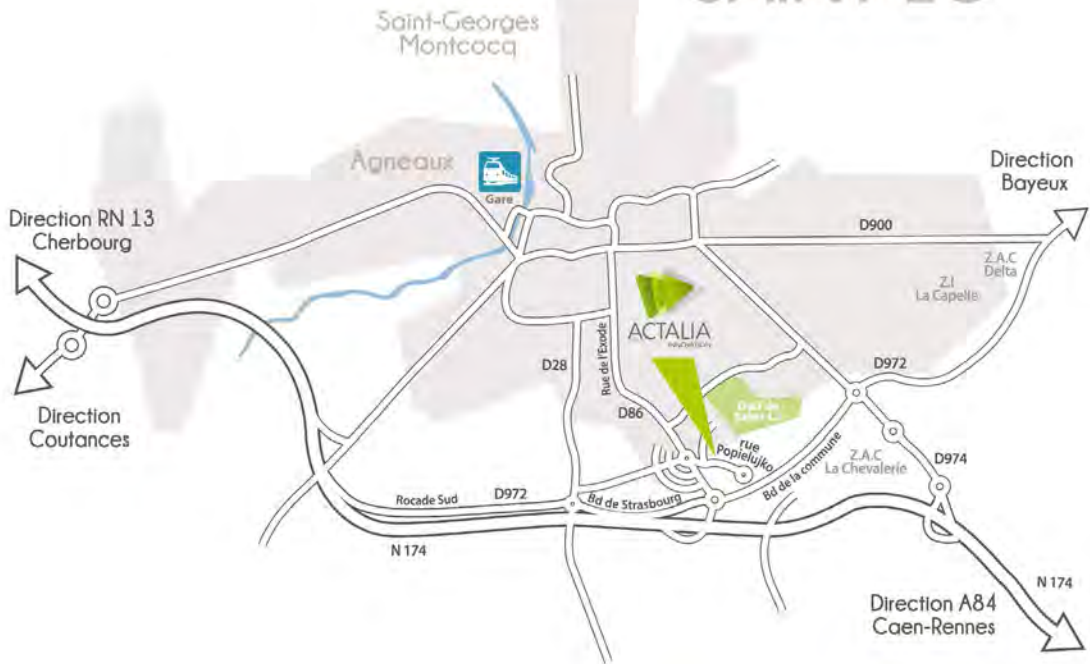 Saint-Georges
Montcocq
Agneaux
Gare
Direction
Bayeux
Direction RN 13
Cherbourg
D900
Z.A.C
Delta
Z.I
La Capelle
ACTALIA
INNOVATION
Rue de l'Exode
D28
D972
Direction
Coutances
D86
rue
Popielujko
Bd de la commune
Z.A.C
La Chevalerie
D974
Rocade Sud
D972
Bd de Strasbourg
N 174
N 174
Direction A84
Caen-Rennes